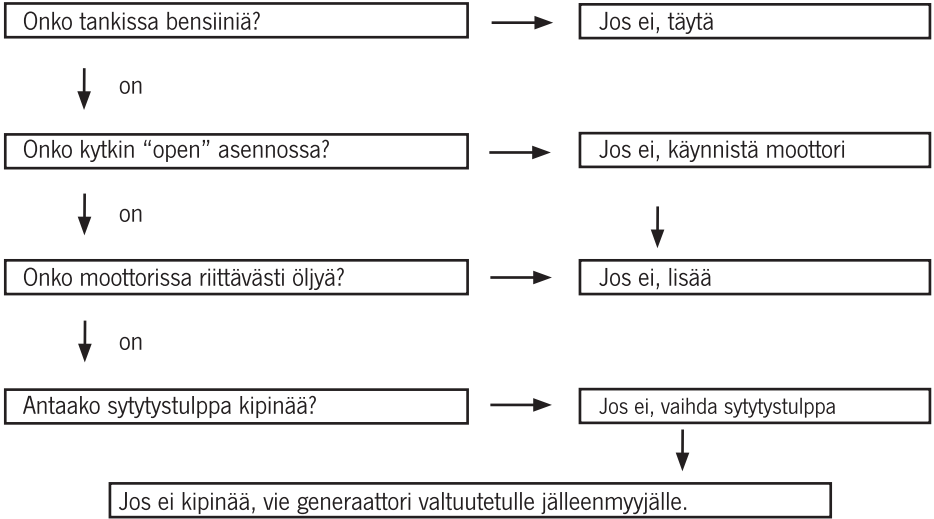 Onko tankissa bensiiniä?
Jos ei, täytä
on
Onko kytkin “open” asennossa?
Jos ei, käynnistä moottori
on
Onko moottorissa riittävästi öljyä?
Jos ei, lisää
on
Antaako sytytystulppa kipinää?
Jos ei, vaihda sytytystulppa
Jos ei kipinää, vie generaattori valtuutetulle jälleenmyyjälle.